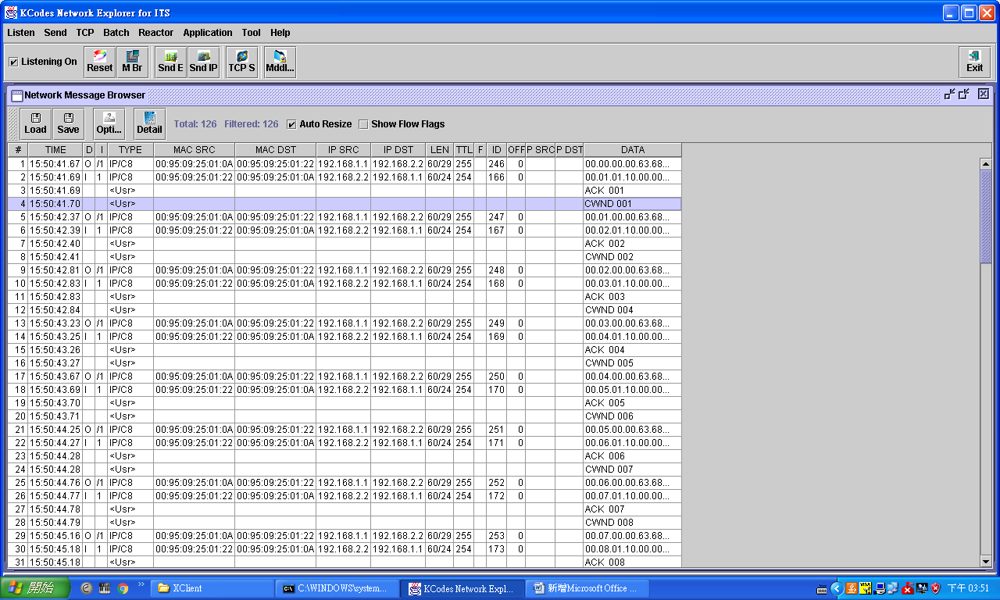 KCodes Network Explorer for ITS
Listen Send TCP Batch Reactor Application Tool Help
Listening On Reset M Br Snd E Snd IP TCP S Mddl... Exit
Network Message Browser
Load Save Opti... Detail Total: 126 Filtered: 126 Auto Resize Show Flow Flags
# TIME D I TYPE MAC SRC MAC DST IP SRC IP DST LEN TTL F ID OFF P SRC P DST DATA
1 15:50:41.67 O /1 IP/C8 00:95:09:25:01:0A 00:95:09:25:01:22 192.168.1.1 192.168.2.2 60/29 255 246 0 00.00.00.00.63.68...
2 15:50:41.69 I 1 IP/C8 00:95:09:25:01:22 00:95:09:25:01:0A 192.168.2.2 192.168.1.1 60/24 254 166 0 00.01.01.10.00.00...
3 15:50:41.69 <Usr> ACK 001
4 15:50:41.70 <Usr> CWND 001
5 15:50:42.37 O /1 IP/C8 00:95:09:25:01:0A 00:95:09:25:01:22 192.168.1.1 192.168.2.2 60/29 255 247 0 00.01.00.00.63.68...
6 15:50:42.39 I 1 IP/C8 00:95:09:25:01:22 00:95:09:25:01:0A 192.168.2.2 192.168.1.1 60/24 254 167 0 00.02.01.10.00.00...
7 15:50:42.40 <Usr> ACK 002
8 15:50:42.41 <Usr> CWND 002
9 15:50:42.81 O /1 IP/C8 00:95:09:25:01:0A 00:95:09:25:01:22 192.168.1.1 192.168.2.2 60/29 255 248 0 00.02.00.00.63.68...
10 15:50:42.83 I 1 IP/C8 00:95:09:25:01:22 00:95:09:25:01:0A 192.168.2.2 192.168.1.1 60/24 254 168 0 00.03.01.10.00.00...
11 15:50:42.83 <Usr> ACK 003
12 15:50:42.84 <Usr> CWND 004
13 15:50:43.23 O /1 IP/C8 00:95:09:25:01:0A 00:95:09:25:01:22 192.168.1.1 192.168.2.2 60/29 255 249 0 00.03.00.00.63.68...
14 15:50:43.25 I 1 IP/C8 00:95:09:25:01:22 00:95:09:25:01:0A 192.168.2.2 192.168.1.1 60/24 254 169 0 00.04.01.10.00.00...
15 15:50:43.26 <Usr> ACK 004
16 15:50:43.27 <Usr> CWND 005
17 15:50:43.67 O /1 IP/C8 00:95:09:25:01:0A 00:95:09:25:01:22 192.168.1.1 192.168.2.2 60/29 255 250 0 00.04.00.00.63.68...
18 15:50:43.69 I 1 IP/C8 00:95:09:25:01:22 00:95:09:25:01:0A 192.168.2.2 192.168.1.1 60/24 254 170 0 00.05.01.10.00.00...
19 15:50:43.70 <Usr> ACK 005
20 15:50:43.71 <Usr> CWND 006
21 15:50:44.25 O /1 IP/C8 00:95:09:25:01:0A 00:95:09:25:01:22 192.168.1.1 192.168.2.2 60/29 255 251 0 00.05.00.00.63.68...
22 15:50:44.27 I 1 IP/C8 00:95:09:25:01:22 00:95:09:25:01:0A 192.168.2.2 192.168.1.1 60/24 254 171 0 00.06.01.10.00.00...
23 15:50:44.28 <Usr> ACK 006
24 15:50:44.28 <Usr> CWND 007
25 15:50:44.76 O /1 IP/C8 00:95:09:25:01:0A 00:95:09:25:01:22 192.168.1.1 192.168.2.2 60/29 255 252 0 00.06.00.00.63.68...
26 15:50:44.77 I 1 IP/C8 00:95:09:25:01:22 00:95:09:25:01:0A 192.168.2.2 192.168.1.1 60/24 254 172 0 00.07.01.10.00.00...
27 15:50:44.78 <Usr> ACK 007
28 15:50:44.79 <Usr> CWND 008
29 15:50:45.16 O /1 IP/C8 00:95:09:25:01:0A 00:95:09:25:01:22 192.168.1.1 192.168.2.2 60/29 255 253 0 00.07.00.00.63.68...
30 15:50:45.18 I 1 IP/C8 00:95:09:25:01:22 00:95:09:25:01:0A 192.168.2.2 192.168.1.1 60/24 254 173 0 00.08.01.10.00.00...
31 15:50:45.18 <Usr> ACK 008
開始 XClient C:\WINDOWS\system... KCodes Network Expl... 新增Microsoft Office ... 下午 03:51